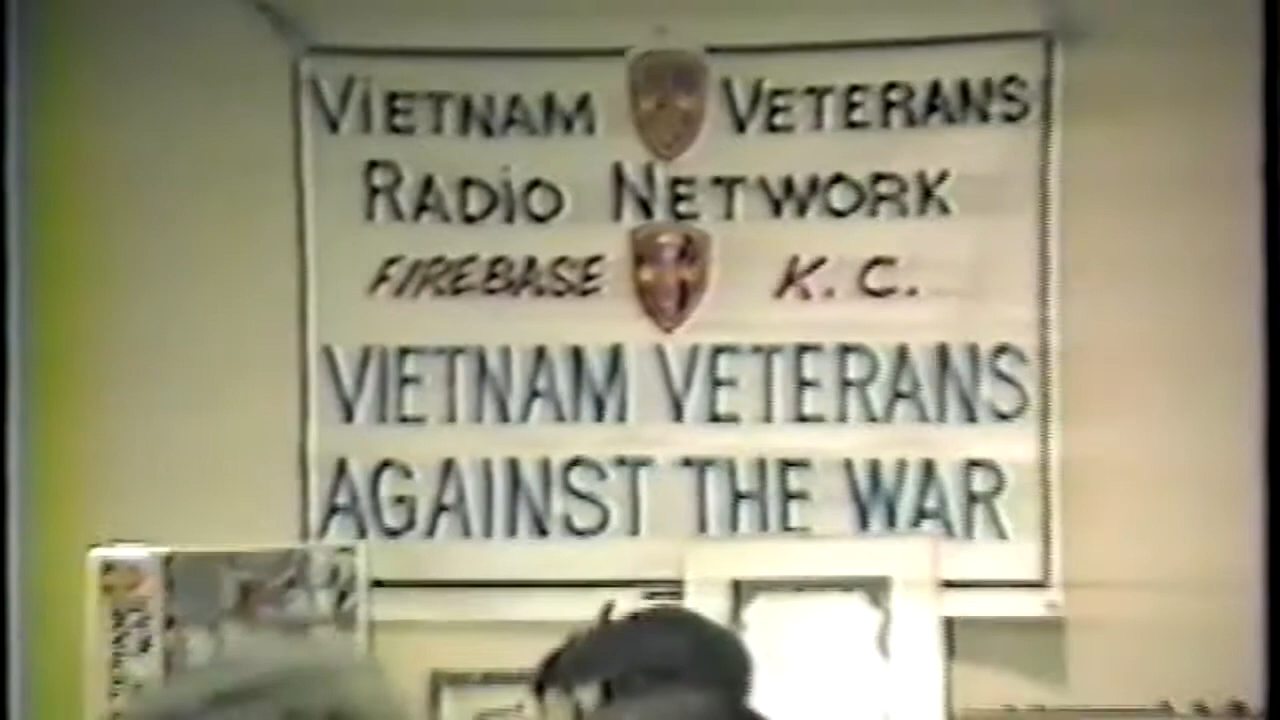 VIETNAM VETERANS
RADIO NETWORK
FIREBASE K. C.
VIETNAM VETERANS
AGAINST THE WAR